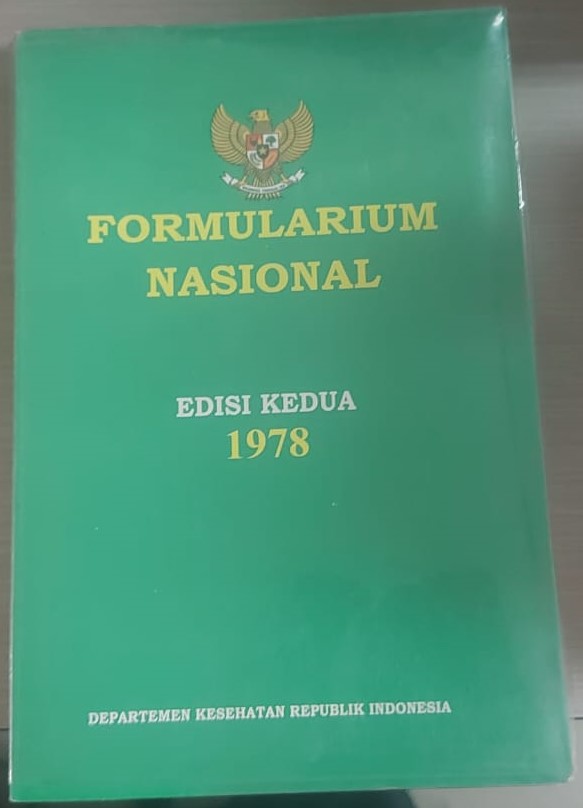 FORMULARIUM
NASIONAL
EDISI KEDUA
1978
DEPARTEMEN KESEHATAN REPUBLIK INDONESIA